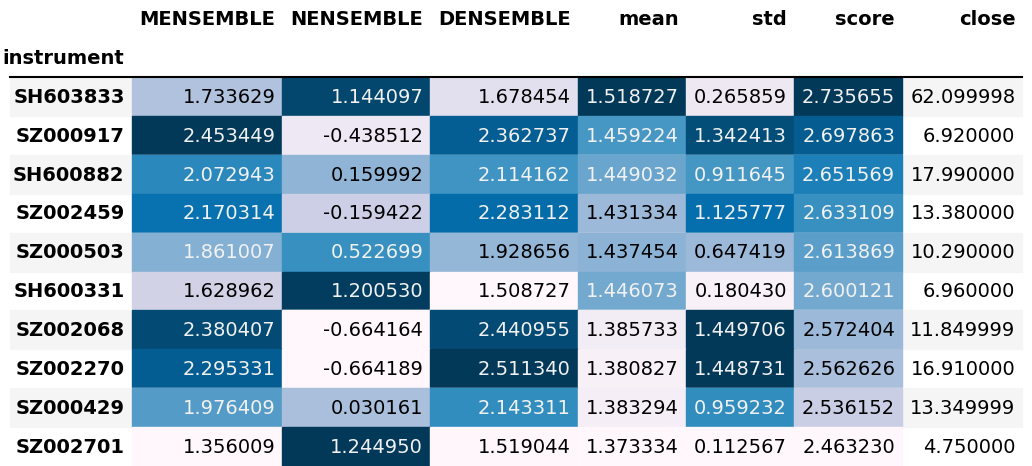 MENSEMBLE NENSEMBLE DENSEMBLE mean std score close
instrument
SH603833 1.733629 1.144097 1.678454 1.518727 0.265859 2.735655 62.099998
SZ000917 2.453449 -0.438512 2.362737 1.459224 1.342413 2.697863 6.920000
SH600882 2.072943 0.159992 2.114162 1.449032 0.911645 2.651569 17.990000
SZ002459 2.170314 -0.159422 2.283112 1.431334 1.125777 2.633109 13.380000
SZ000503 1.861007 0.522699 1.928656 1.437454 0.647419 2.613869 10.290000
SH600331 1.628962 1.200530 1.508727 1.446073 0.180430 2.600121 6.960000
SZ002068 2.380407 -0.664164 2.440955 1.385733 1.449706 2.572404 11.849999
SZ002270 2.295331 -0.664189 2.511340 1.380827 1.448731 2.562626 16.910000
SZ000429 1.976409 0.030161 2.143311 1.383294 0.959232 2.536152 13.349999
SZ002701 1.356009 1.244950 1.519044 1.373334 0.112567 2.463230 4.750000